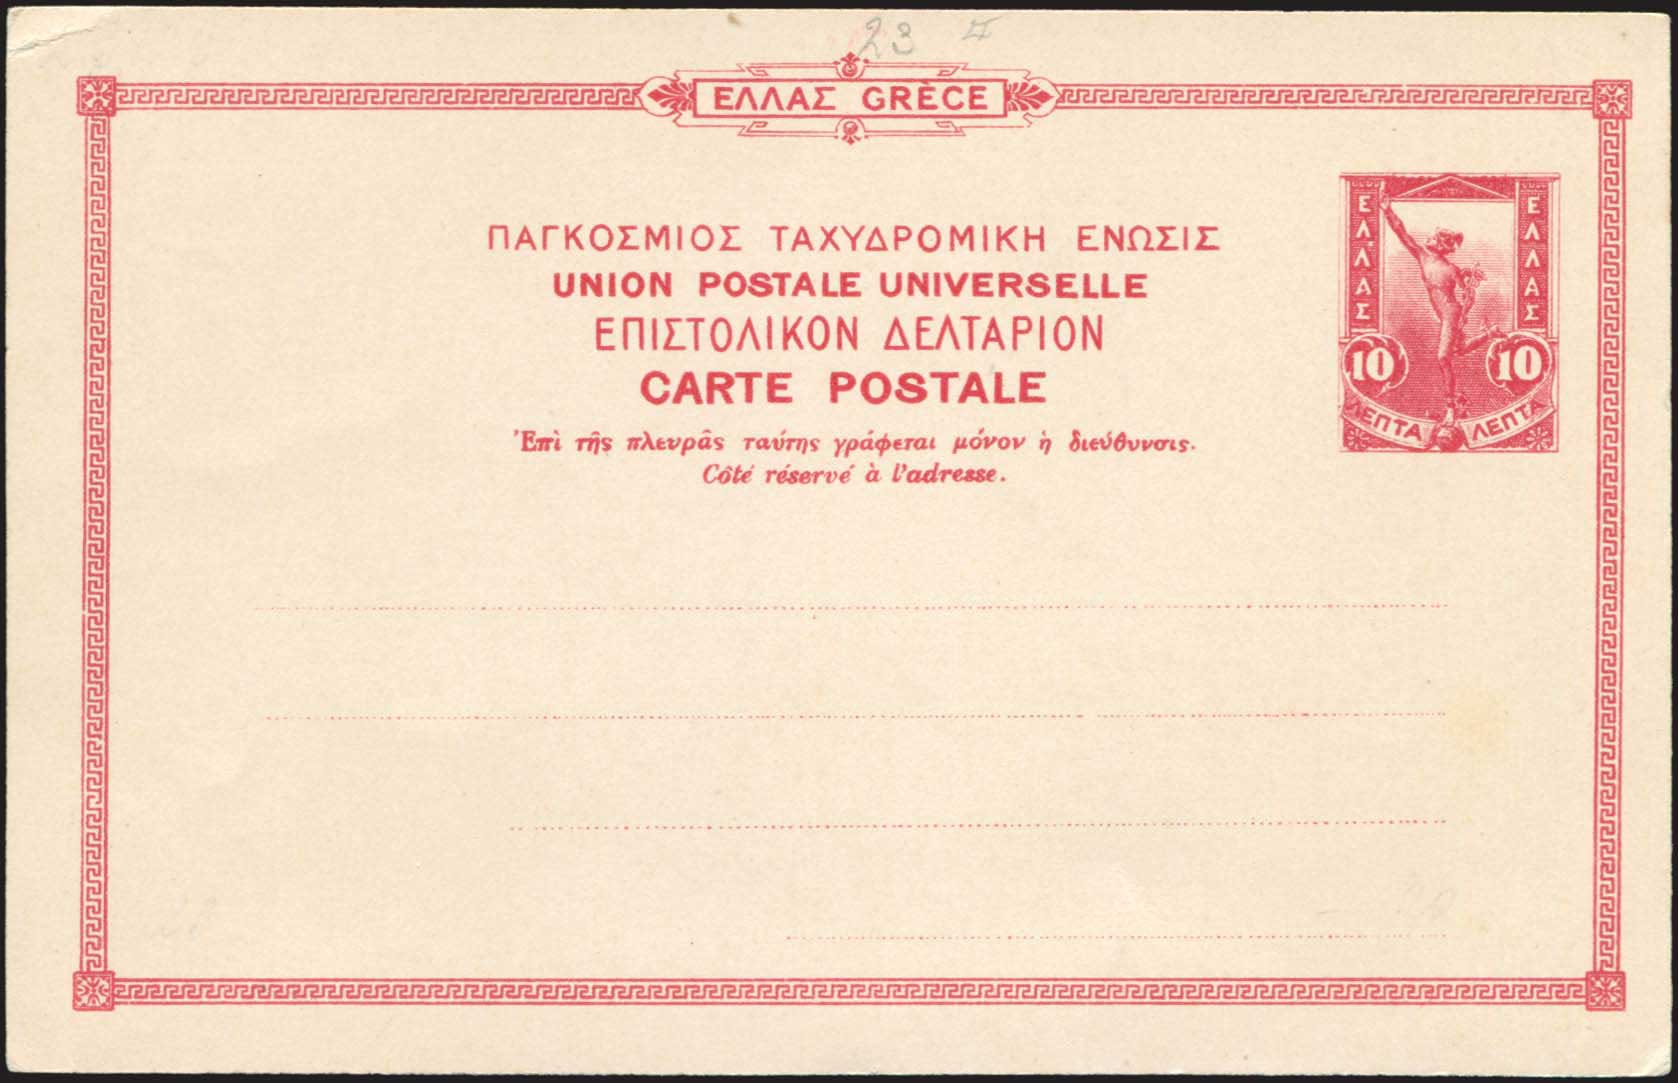 23
ΕΛΛΑΣ GRÈCE
ΠΑΓΚΟΣΜΙΟΣ ΤΑΧΥΔΡΟΜΙΚΗ ΕΝΩΣΙΣ
UNION POSTALE UNIVERSELLE
ΕΠΙΣΤΟΛΙΚΟΝ ΔΕΛΤΑΡΙΟΝ
CARTE POSTALE
Ἐπὶ τῆς πλευρᾶς ταύτης γράφεται μόνον ἡ διεύθυνσις.
Côté réservé à l'adresse.
ΕΛΛΑΣ
ΕΛΛΑΣ
10 10
ΛΕΠΤΑ ΛΕΠΤΑ